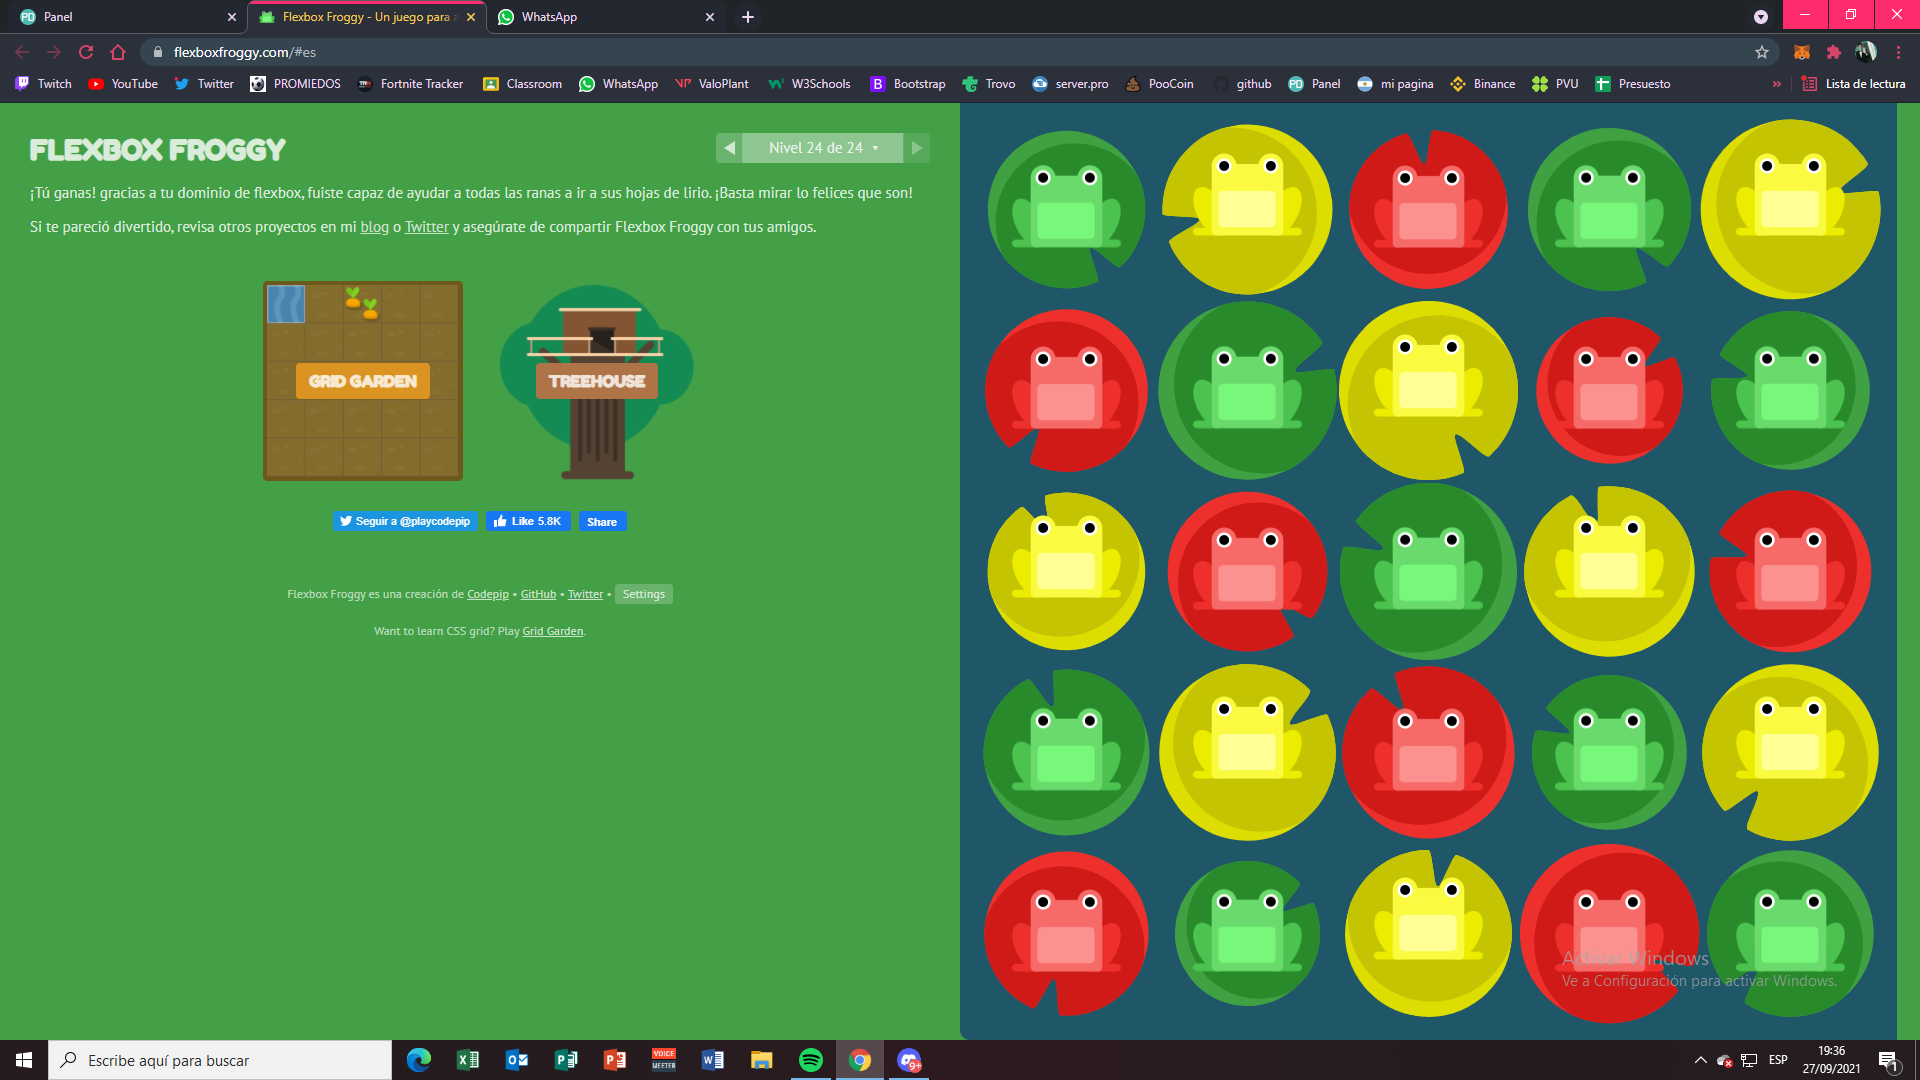 Panel
Flexbox Froggy - Un juego para a
WhatsApp
flexboxfroggy.com/#es
Twitch
YouTube
Twitter
PROMIEDOS
Fortnite Tracker
Classroom
WhatsApp
ValoPlant
W3Schools
Bootstrap
Trovo
server.pro
PooCoin
github
Panel
mi pagina
Binance
PVU
Presuesto
»
Lista de lectura
FLEXBOX FROGGY
Nivel 24 de 24
¡Tú ganas! gracias a tu dominio de flexbox, fuiste capaz de ayudar a todas las ranas a ir a sus hojas de lirio. ¡Basta mirar lo felices que son!
Si te pareció divertido, revisa otros proyectos en mi blog o Twitter y asegúrate de compartir Flexbox Froggy con tus amigos.
GRID GARDEN
TREEHOUSE
Seguir a @playcodepip
Like 5.8K
Share
Flexbox Froggy es una creación de Codepip • GitHub • Twitter • Settings
Want to learn CSS grid? Play Grid Garden.
Activar Windows
Ve a Configuración para activar Windows.
Escribe aquí para buscar
VOICE
MEETER
9+
ESP
19:36
27/09/2021
1